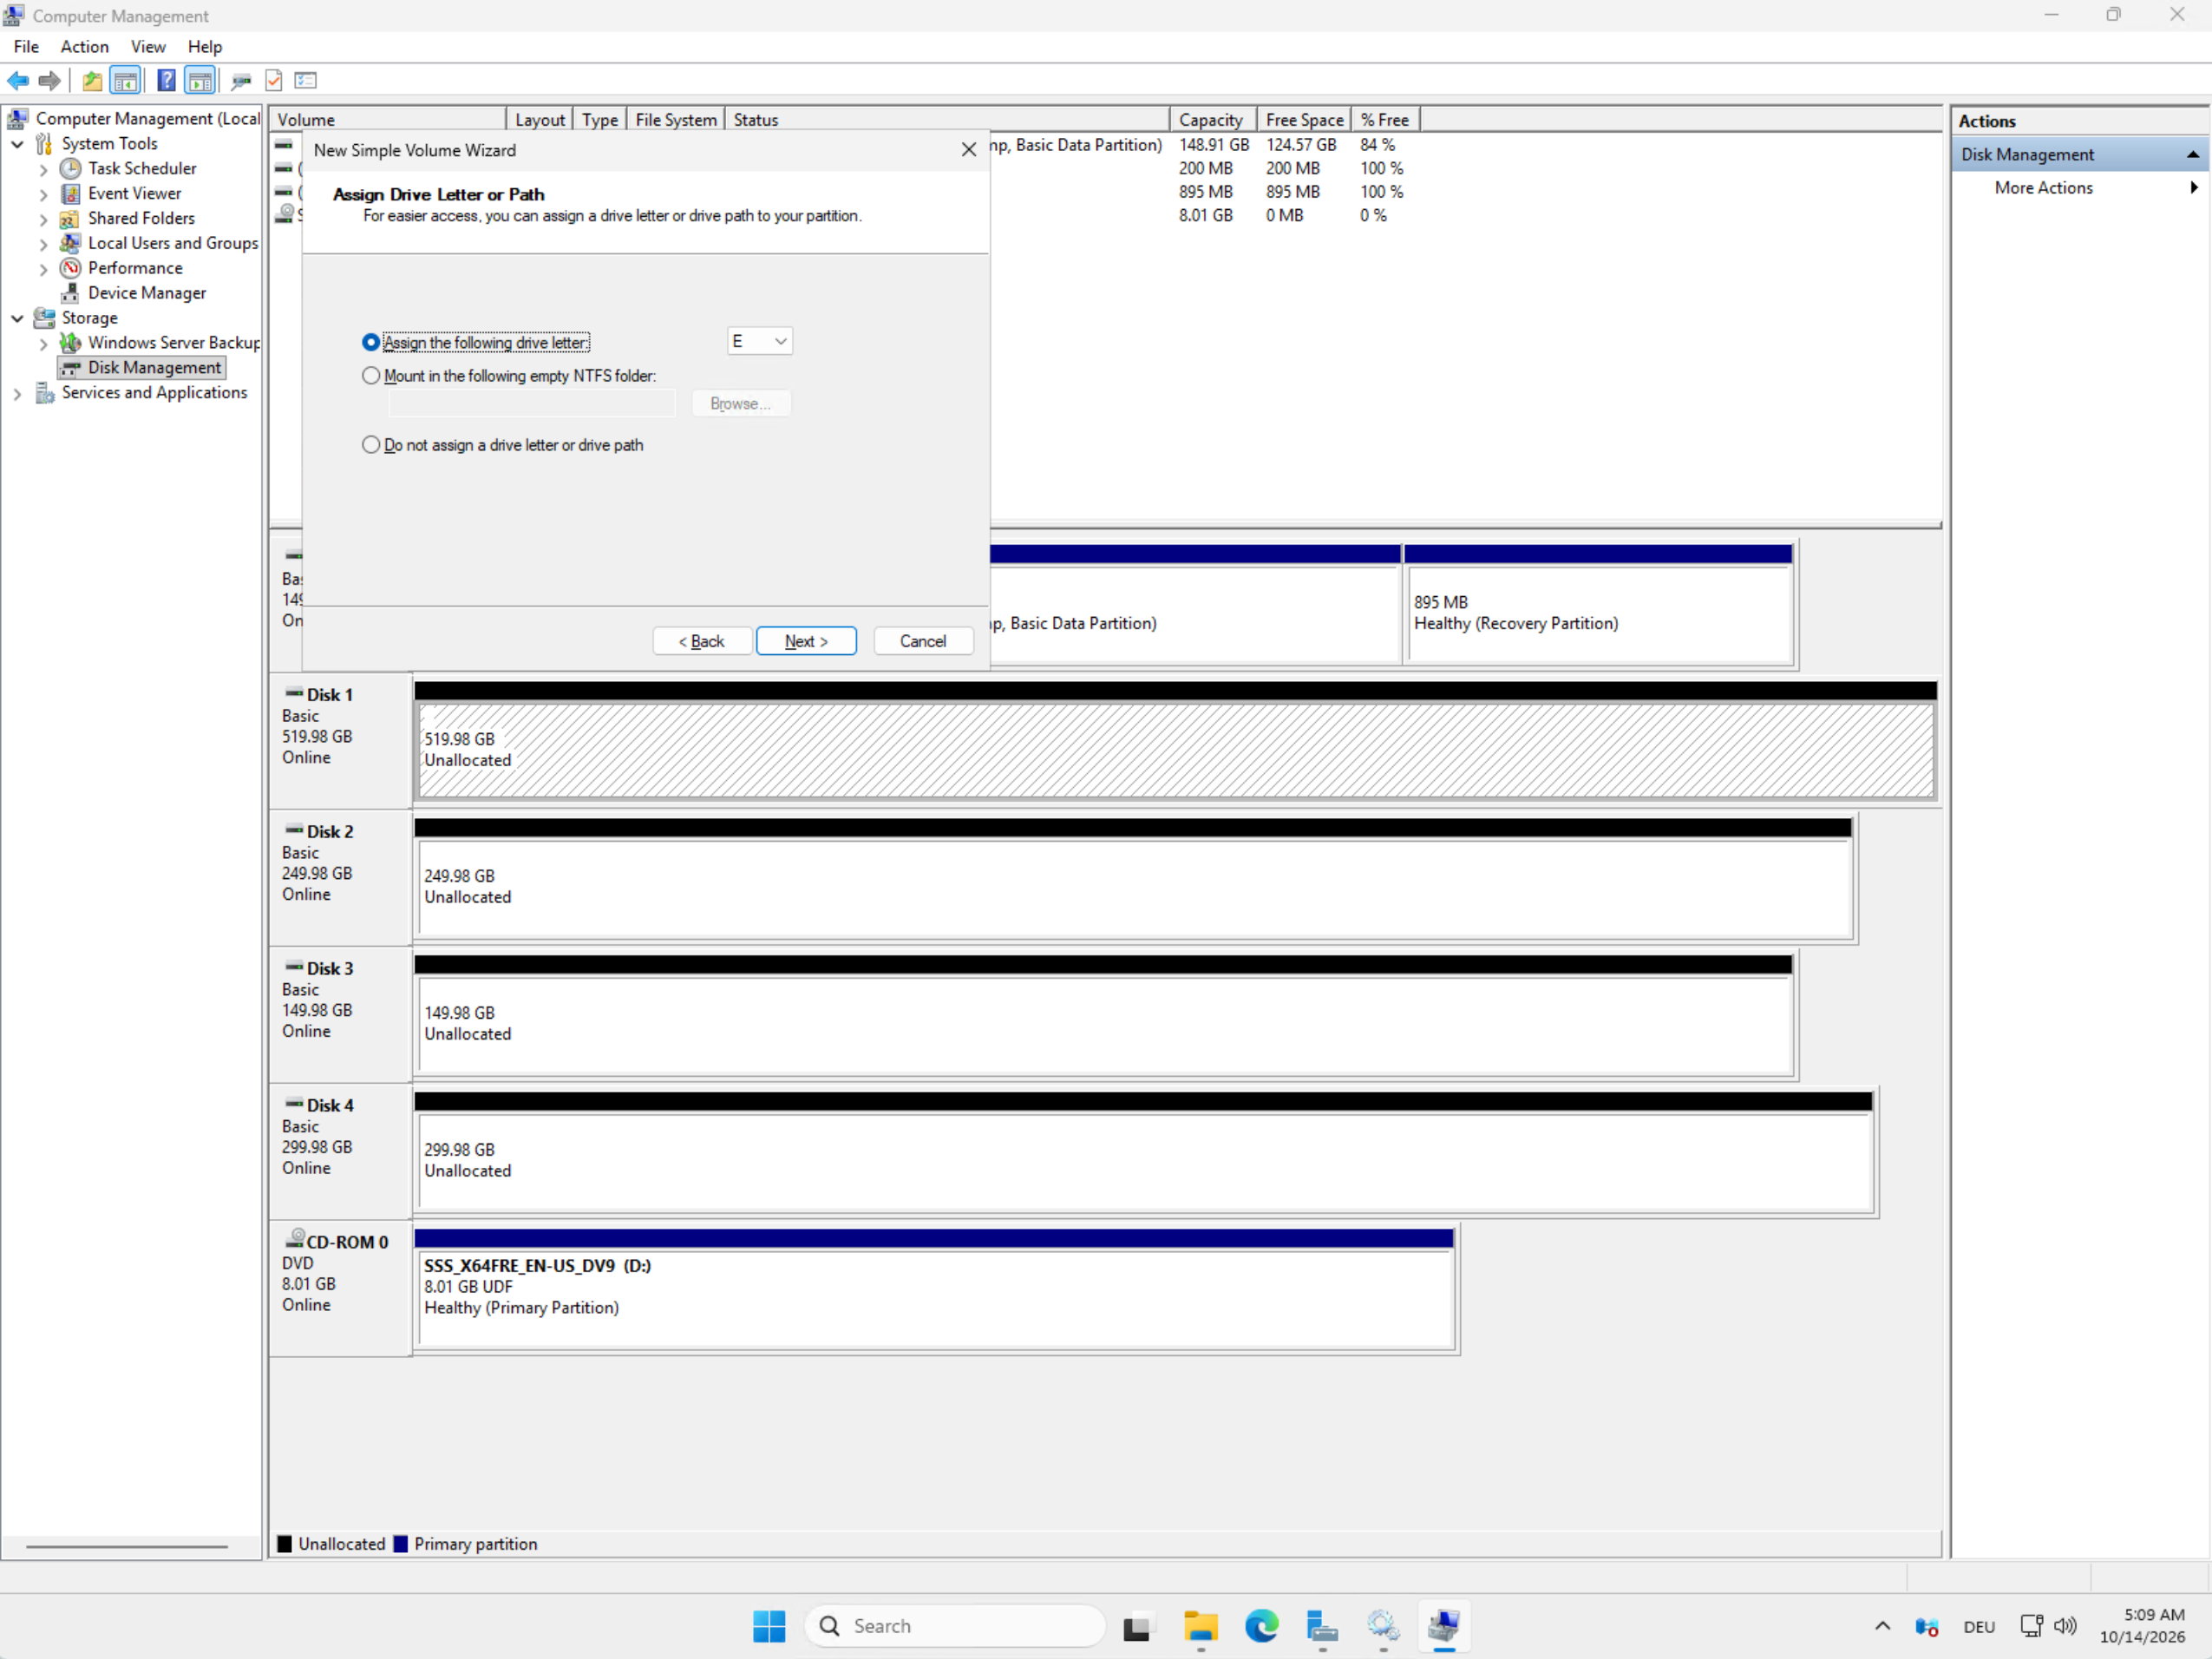 Computer Management
File Action View Help
Computer Management (Local
System Tools
Task Scheduler
Event Viewer
Shared Folders
Local Users and Groups
Performance
Device Manager
Storage
Windows Server Backup
Disk Management
Services and Applications
Volume Layout Type File System Status Capacity Free Space % Free
Basic Data Partition) 148.91 GB 124.57 GB 84 %
200 MB 200 MB 100 %
895 MB 895 MB 100 %
8.01 GB 0 MB 0 %
New Simple Volume Wizard
Assign Drive Letter or Path
For easier access, you can assign a drive letter or drive path to your partition.
Assign the following drive letter: E
Mount in the following empty NTFS folder:
Browse...
Do not assign a drive letter or drive path
< Back Next > Cancel
Basic Data Partition)
895 MB
Healthy (Recovery Partition)
Disk 1
Basic
519.98 GB
Online
519.98 GB
Unallocated
Disk 2
Basic
249.98 GB
Online
249.98 GB
Unallocated
Disk 3
Basic
149.98 GB
Online
149.98 GB
Unallocated
Disk 4
Basic
299.98 GB
Online
299.98 GB
Unallocated
CD-ROM 0
DVD
8.01 GB
Online
SSS_X64FRE_EN-US_DV9 (D:)
8.01 GB UDF
Healthy (Primary Partition)
Unallocated Primary partition
Actions
Disk Management
More Actions
Search
DEU
5:09 AM
10/14/2026